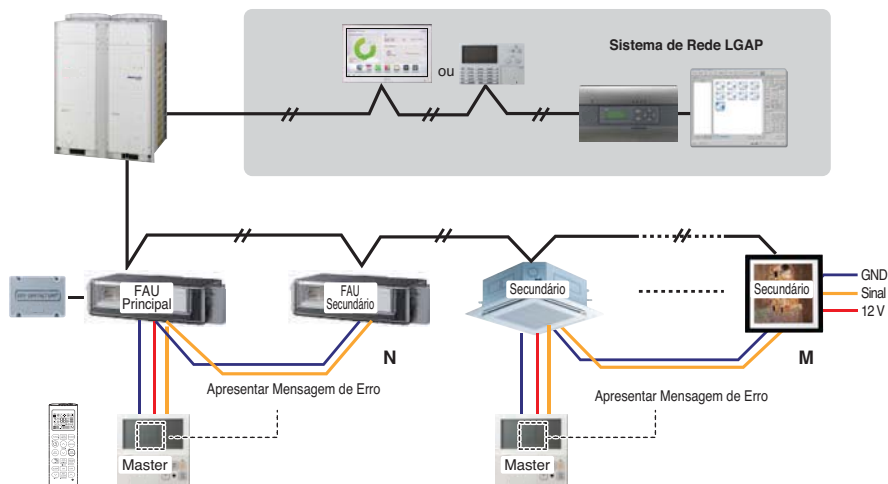 Sistema de Rede LGAP
ou
FAU
Principal
FAU
Secundário
Secundário
Secundário
GND
Sinal
12 V
N
M
Apresentar Mensagem de Erro
Apresentar Mensagem de Erro
Master
Master